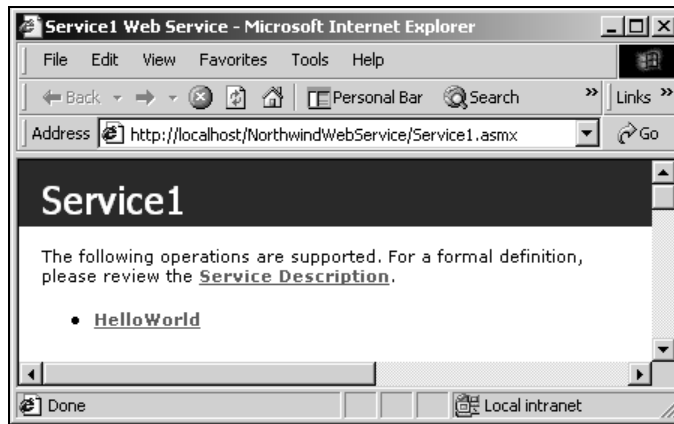 Service1 Web Service - Microsoft Internet Explorer
File Edit View Favorites Tools Help
Back Personal Bar Search » Links »
Address http://localhost/NorthwindWebService/Service1.asmx Go
Service1
The following operations are supported. For a formal definition,
please review the Service Description.
• HelloWorld
Done Local intranet